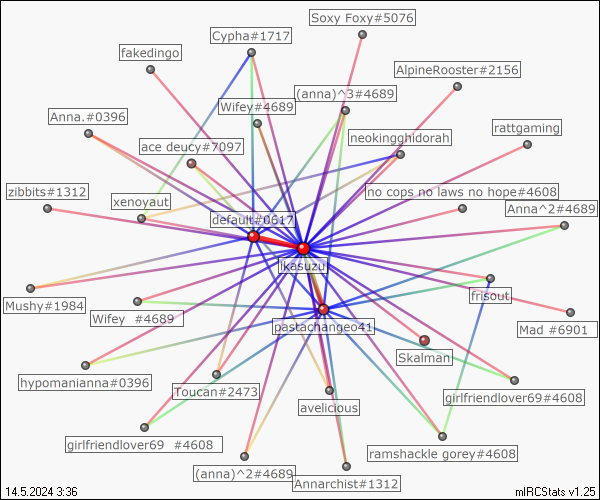 Soxy Foxy#5076
Cypha#1717
fakedingo
AlpineRooster#2156
(anna)^3#4689
Wifey#4689
Anna.#0396
rattgaming
neokingghidorah
ace deucy#7097
zibbits#1312
no cops no laws no hope#4608
xenoyaut
Anna^2#4689
default#0617
ikasuzu
frisout
Mushy#1984
Wifey  #4689
pastachangeo41
Mad #6901
Skalman
hypomanianna#0396
Toucan#2473
girlfriendlover69#4608
avelicious
girlfriendlover69  #4608
ramshackle gorey#4608
(anna)^2#4689
Annarchist#1312
14.5.2024 3:36
mIRCStats v1.25